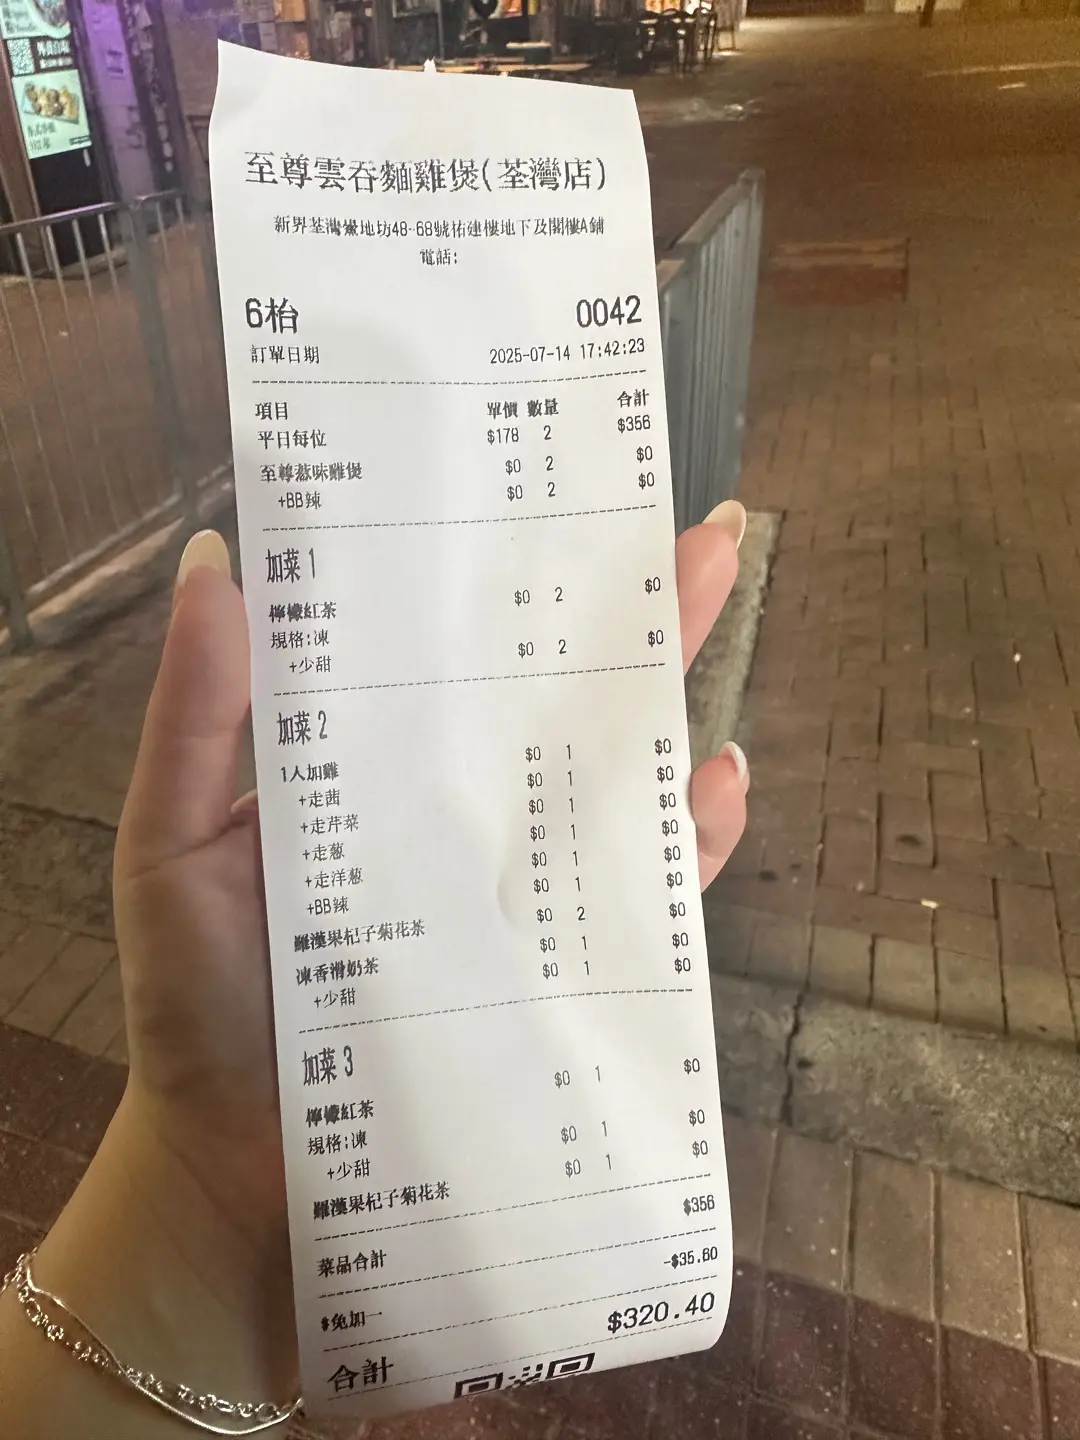 至尊雲吞麵雞煲(荃灣店)
新界荃灣衆地坊48-68號祐建樓地下及閣樓A鋪
電話:
6枱 0042
訂單日期 2025-07-14 17:42:23
項目 單價 數量 合計
平日每位 $178 2 $356
至尊惹味雞煲 $0 2 $0
+BB辣 $0 2 $0
加菜 1
檸檬紅茶 $0 2 $0
規格:凍
+少甜 $0 2 $0
加菜 2
1人加雞 $0 1 $0
+走茜 $0 1 $0
+走芹菜 $0 1 $0
+走葱 $0 1 $0
+走洋葱 $0 1 $0
+BB辣 $0 1 $0
羅漢果杞子菊花茶 $0 2 $0
凍香滑奶茶 $0 1 $0
+少甜 $0 1 $0
加菜 3
檸檬紅茶 $0 1 $0
規格:凍
+少甜 $0 1 $0
羅漢果杞子菊花茶 $0 1 $0
菜品合計 $356
$免加一 -$35.60
合計 $320.40